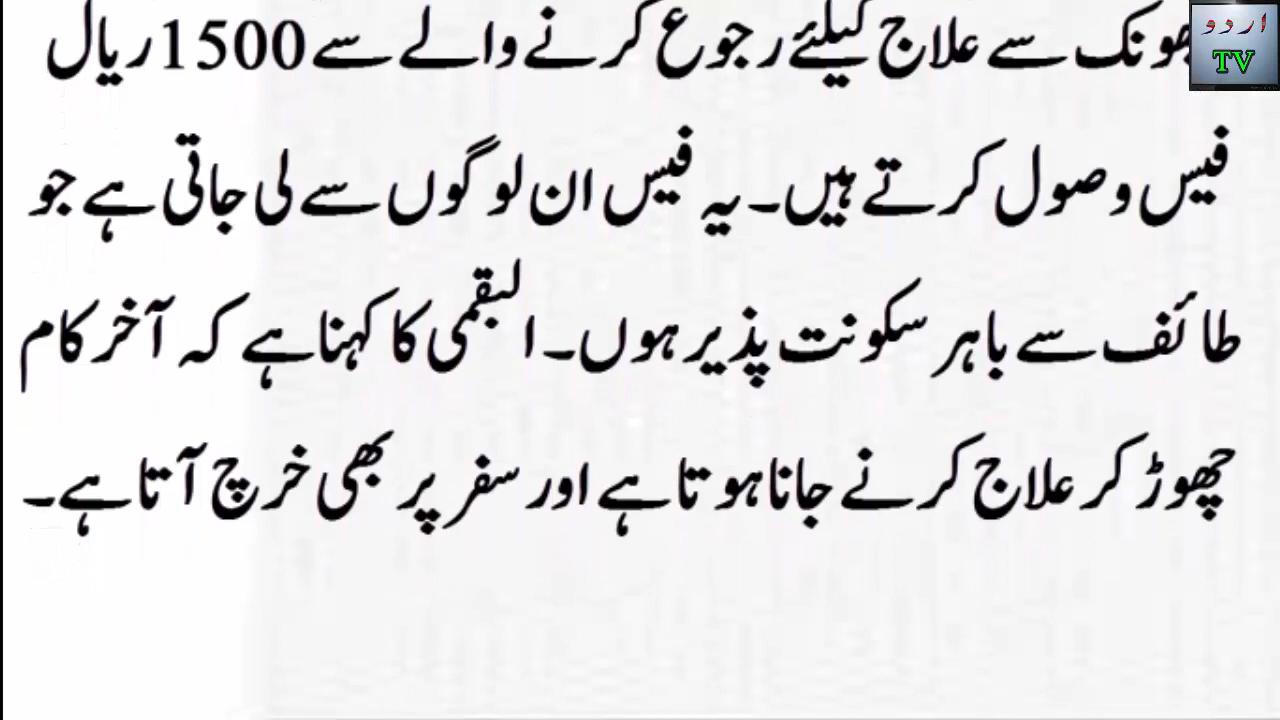 پھونک سے علاج کیلئے رجوع کرنے والے سے 1500 ریال
فیس وصول کرتے ہیں۔ یہ فیس ان لوگوں سے لی جاتی ہے جو
طائف سے باہر سکونت پذیر ہوں۔ البقمی کا کہنا ہے کہ آخر کام
چھوڑ کر علاج کرنے جانا ہوتا ہے اور سفر پر بھی خرچ آتا ہے۔
اردو
TV